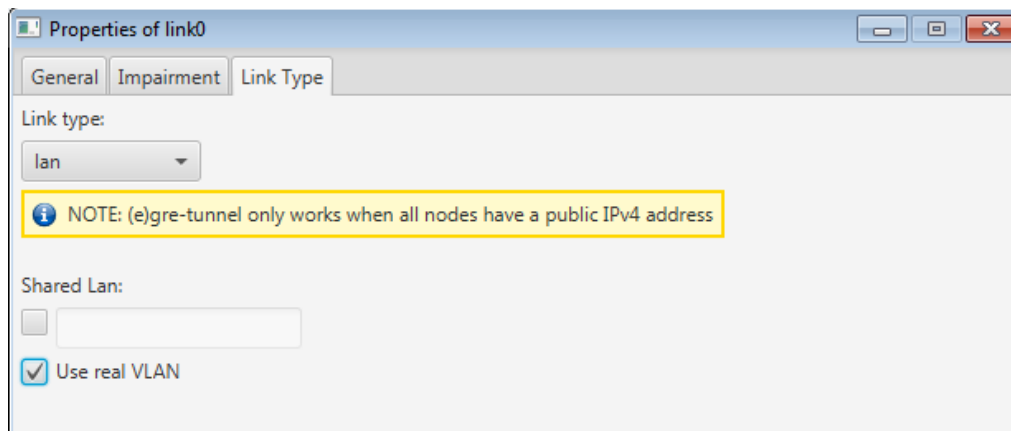 Properties of link0
General Impairment Link Type
Link type:
lan
NOTE: (e)gre-tunnel only works when all nodes have a public IPv4 address
Shared Lan:
Use real VLAN